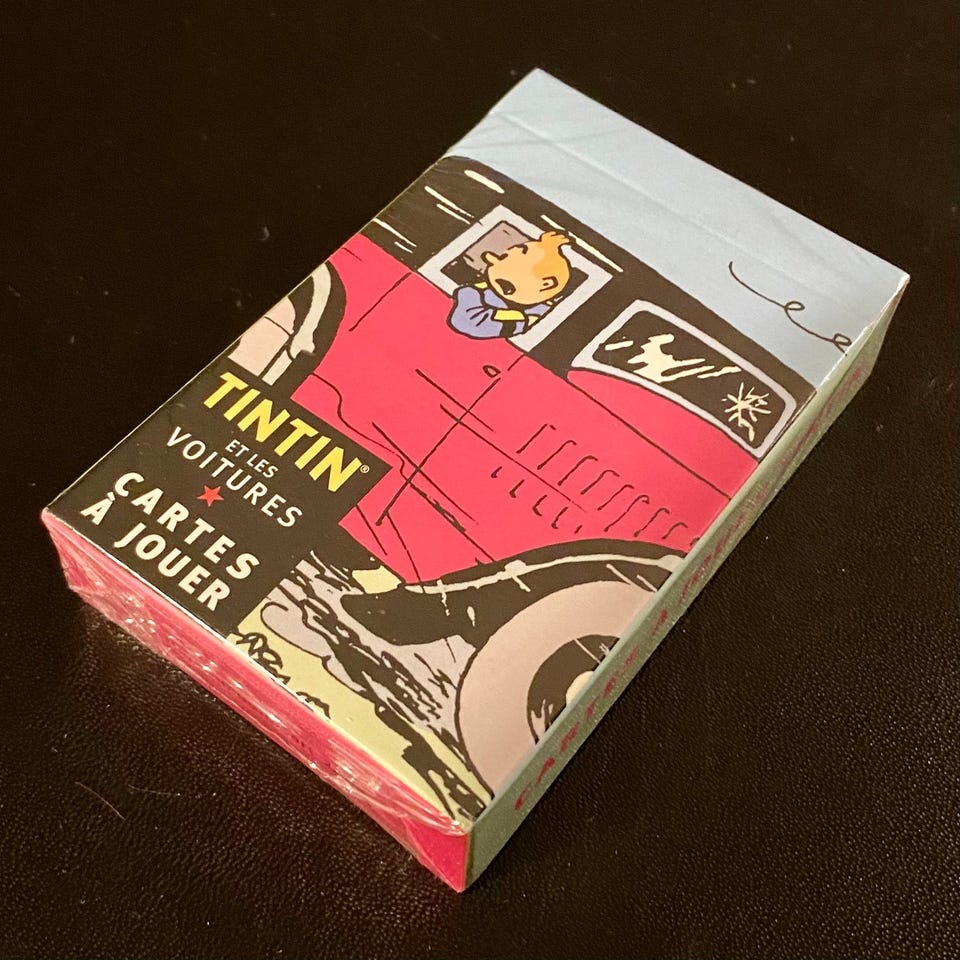 TINTIN®
ET LES
VOITURES
★
CARTES
À JOUER